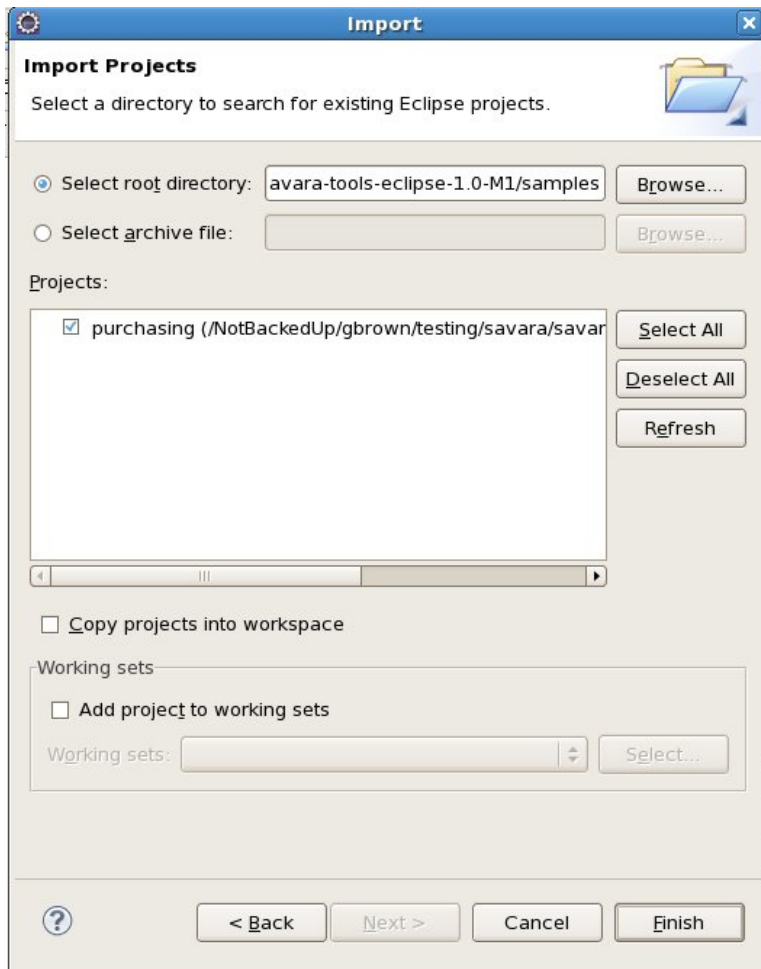 Import
Import Projects
Select a directory to search for existing Eclipse projects.
Select root directory: avara-tools-eclipse-1.0-M1/samples Browse...
Select archive file: Browse...
Projects:
purchasing (/NotBackedUp/gbrown/testing/savara/savar
Select All
Deselect All
Refresh
Copy projects into workspace
Working sets
Add project to working sets
Working sets: Select...
? < Back Next > Cancel Finish